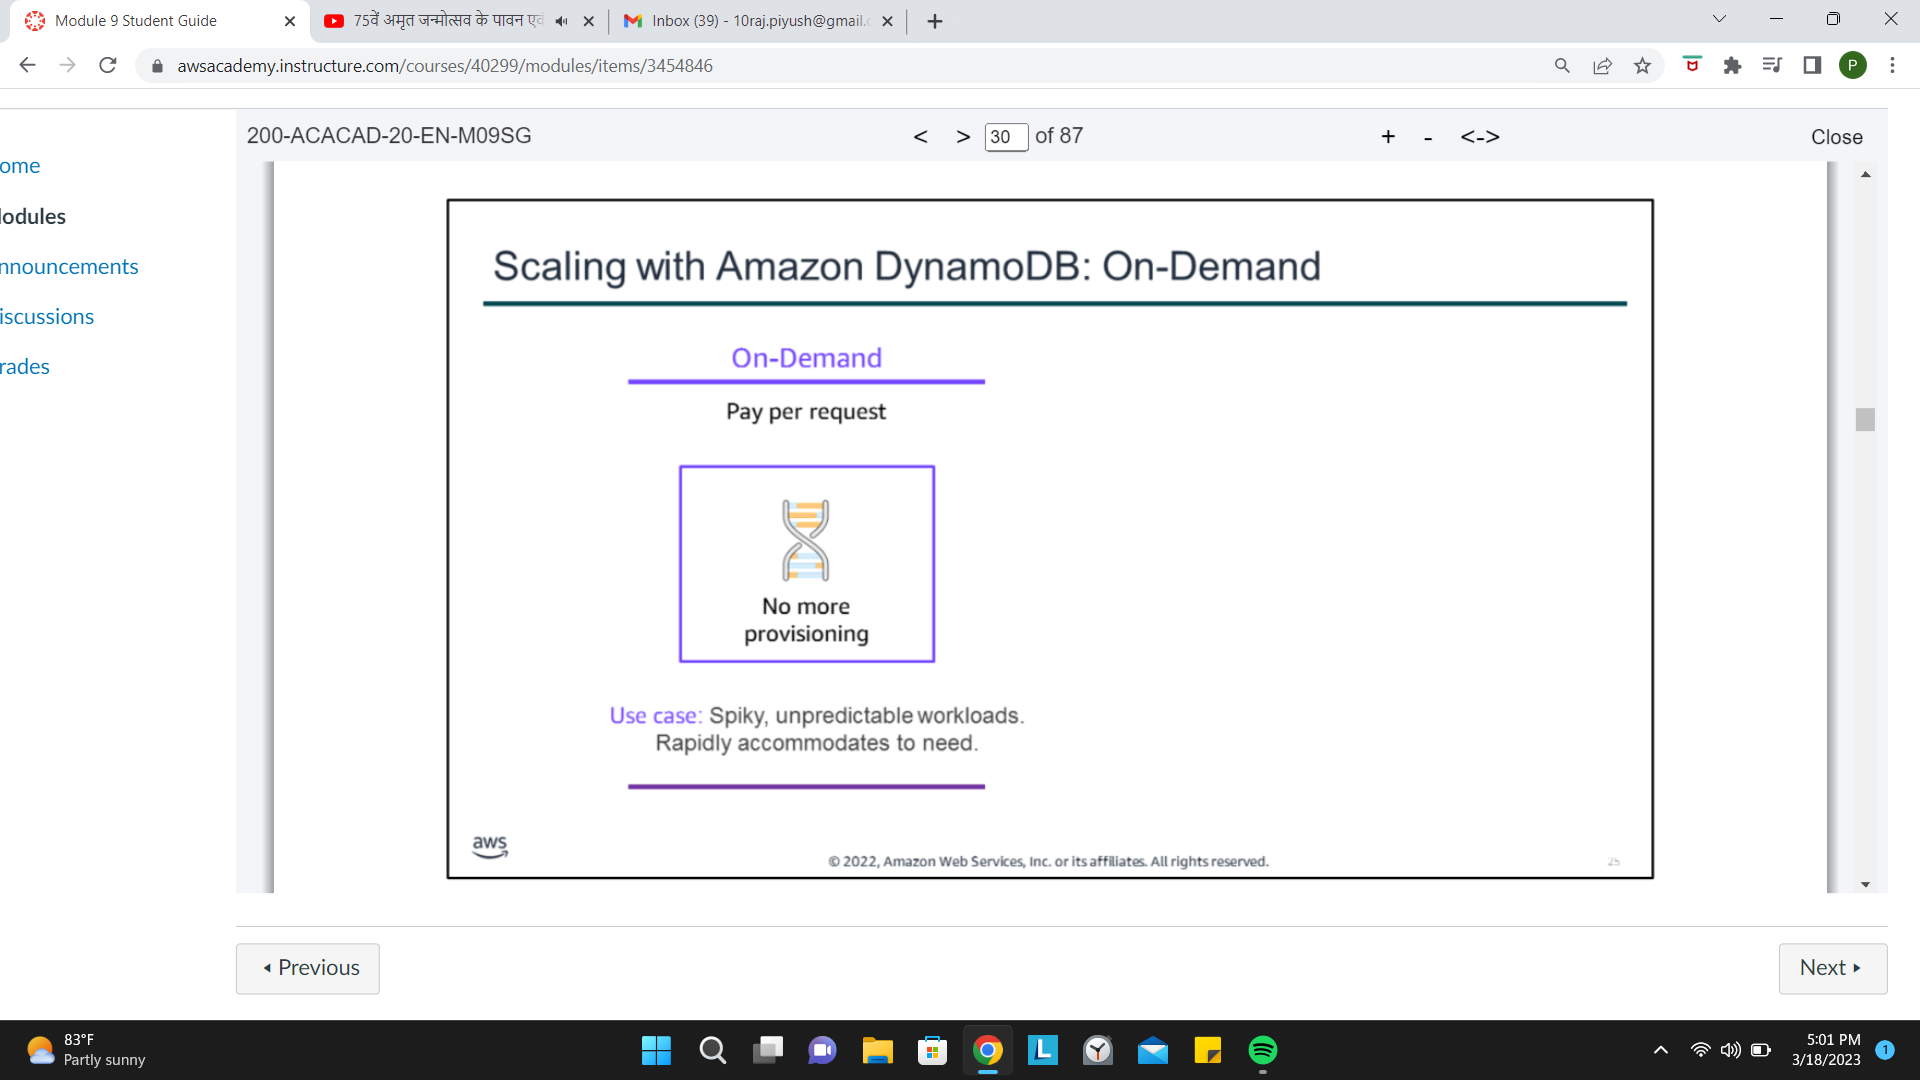 Module 9 Student Guide
75वें अमृत जन्मोत्सव के पावन
Inbox (39) - 10raj.piyush@gmail.
awsacademy.instructure.com/courses/40299/modules/items/3454846
P
200-ACACAD-20-EN-M09SG
< > 30 of 87
+ - <->
Close
ome
odules
nnouncements
iscussions
rades
Scaling with Amazon DynamoDB: On-Demand
On-Demand
Pay per request
No more
provisioning
Use case: Spiky, unpredictable workloads.
Rapidly accommodates to need.
aws
© 2022, Amazon Web Services, Inc. or its affiliates. All rights reserved.
25
Previous
Next
83°F
Partly sunny
L
5:01 PM
3/18/2023
1